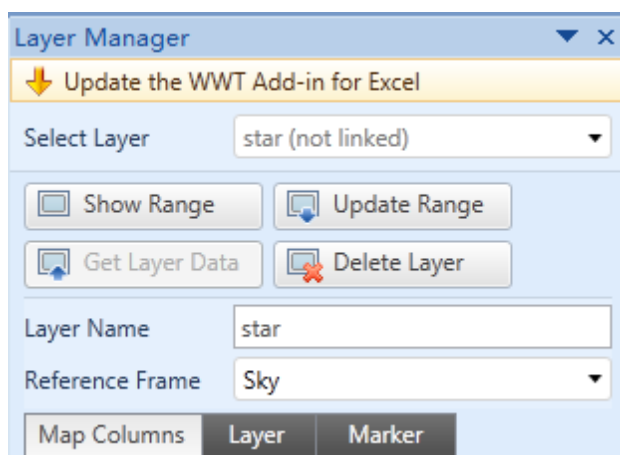 Layer Manager
Update the WWT Add-in for Excel
Select Layer star (not linked)
Show Range Update Range
Get Layer Data Delete Layer
Layer Name star
Reference Frame Sky
Map Columns Layer Marker